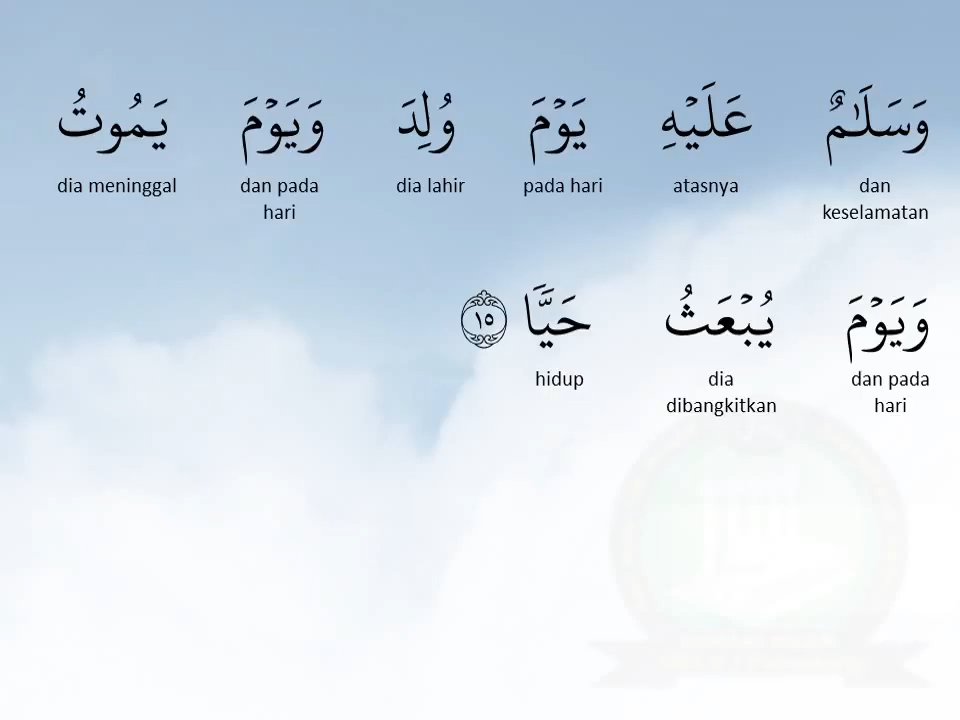 وَسَلَـٰمٌ عَلَيْهِ يَوْمَ وُلِدَ وَيَوْمَ يَمُوتُ
dan keselamatan atasnya pada hari dia lahir dan pada hari dia meninggal
وَيَوْمَ يُبْعَثُ حَيًّا ١٥
dan pada hari dia dibangkitkan hidup